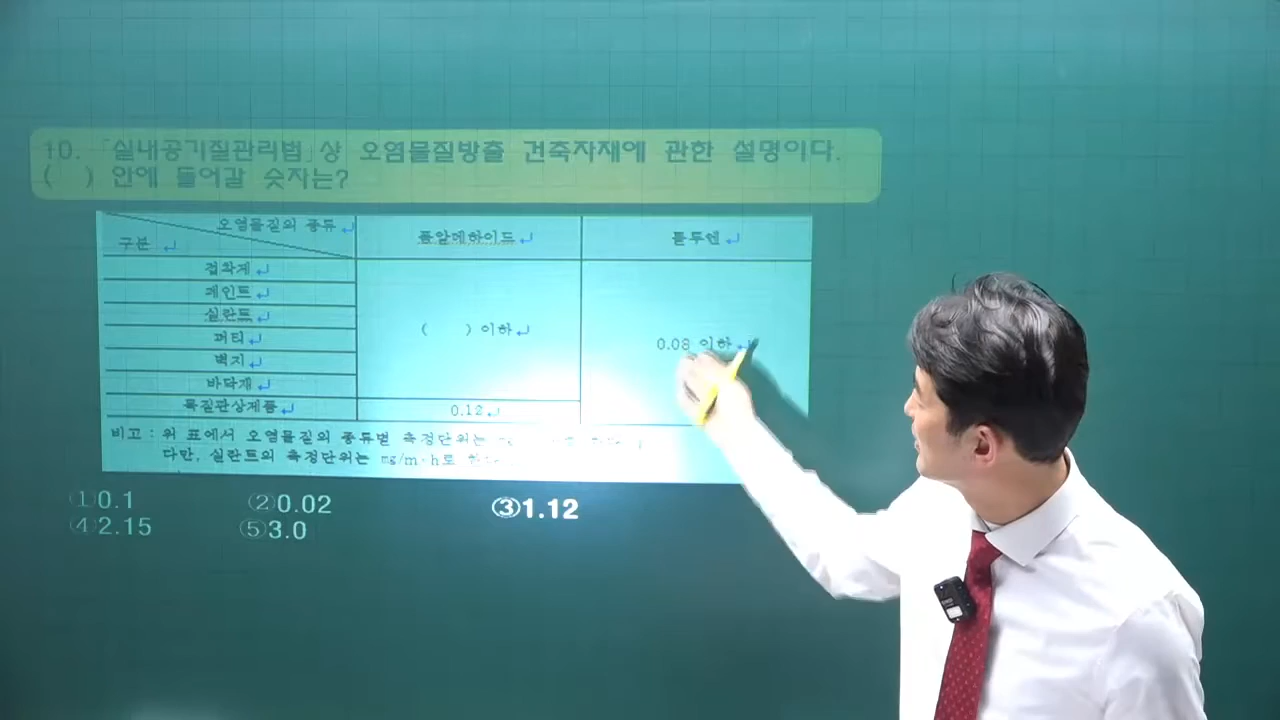 10. 「실내공기질관리법」상 오염물질방출 건축자재에 관한 설명이다.
( ) 안에 들어갈 숫자는?
오염물질의 종류
구분
폼알데하이드
톨투엔
접착제
페인트
실란트
( ) 이하
퍼티
0.08 이하
벽지
바닥재
목질판상제품
0.12
비고 : 위 표에서 오염물질의 종류별 측정단위는
다만, 실란트의 측정단위는 mg/m·h로
①0.1
②0.02
③1.12
④2.15
⑤3.0